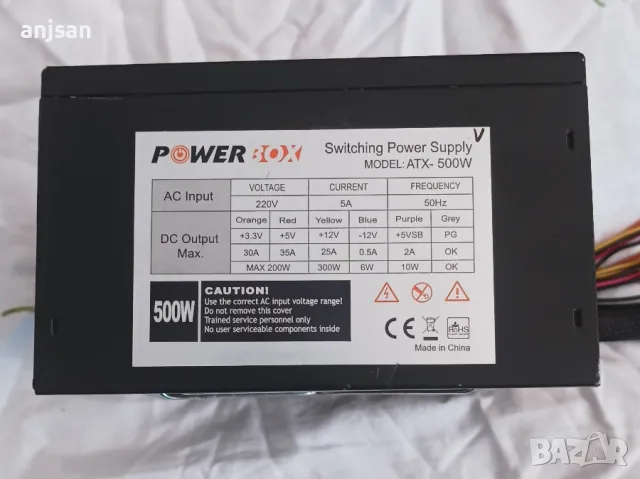 anjsan
POWER BOX
Switching Power Supply
V
MODEL: ATX- 500W
AC Input
VOLTAGE CURRENT FREQUENCY
220V 5A 50Hz
DC Output
Max.
Orange Red Yellow Blue Purple Grey
+3.3V +5V +12V -12V +5VSB PG
30A 35A 25A 0.5A 2A OK
MAX 200W 300W 6W 10W OK
500W
CAUTION!
Use the correct AC input voltage range!
Do not remove this cover
Trained service personnel only
No user serviceable components inside
CE
RoHS
Made in China
BAZAR